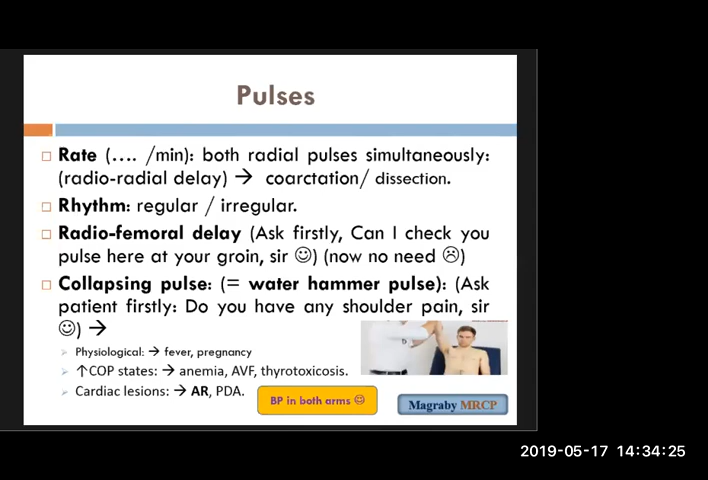 Pulses
Rate (.... /min): both radial pulses simultaneously:
(radio-radial delay) → coarctation/ dissection.
Rhythm: regular / irregular.
Radio-femoral delay (Ask firstly, Can I check you
pulse here at your groin, sir ☺) (now no need ☹)
Collapsing pulse: (= water hammer pulse): (Ask
patient firstly: Do you have any shoulder pain, sir
☺) →
Physiological: → fever, pregnancy
↑COP states: → anemia, AVF, thyrotoxicosis.
Cardiac lesions: → AR, PDA.
BP in both arms ☺
Magraby MRCP
2019-05-17 14:34:25